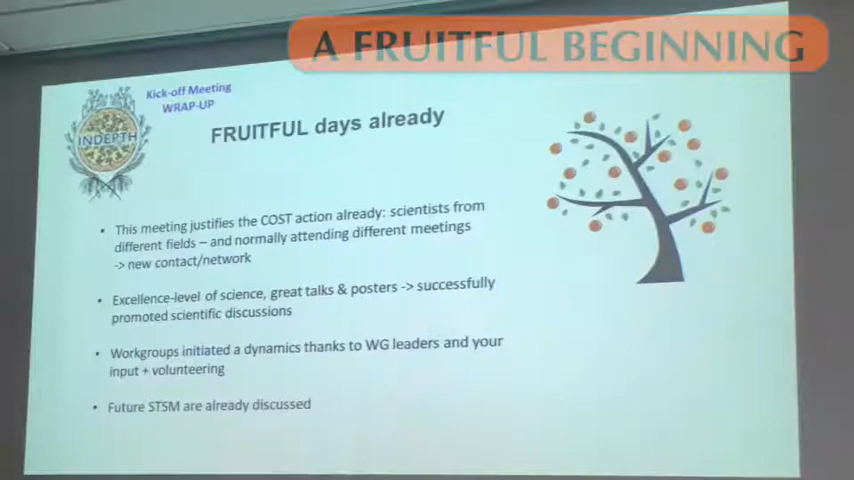 A FRUITFUL BEGINNING
Kick-off Meeting
WRAP-UP
INDEPTH
FRUITFUL days already
• This meeting justifies the COST action already: scientists from
different fields – and normally attending different meetings
-> new contact/network
• Excellence-level of science, great talks & posters -> successfully
promoted scientific discussions
• Workgroups initiated a dynamics thanks to WG leaders and your
input + volunteering
• Future STSM are already discussed